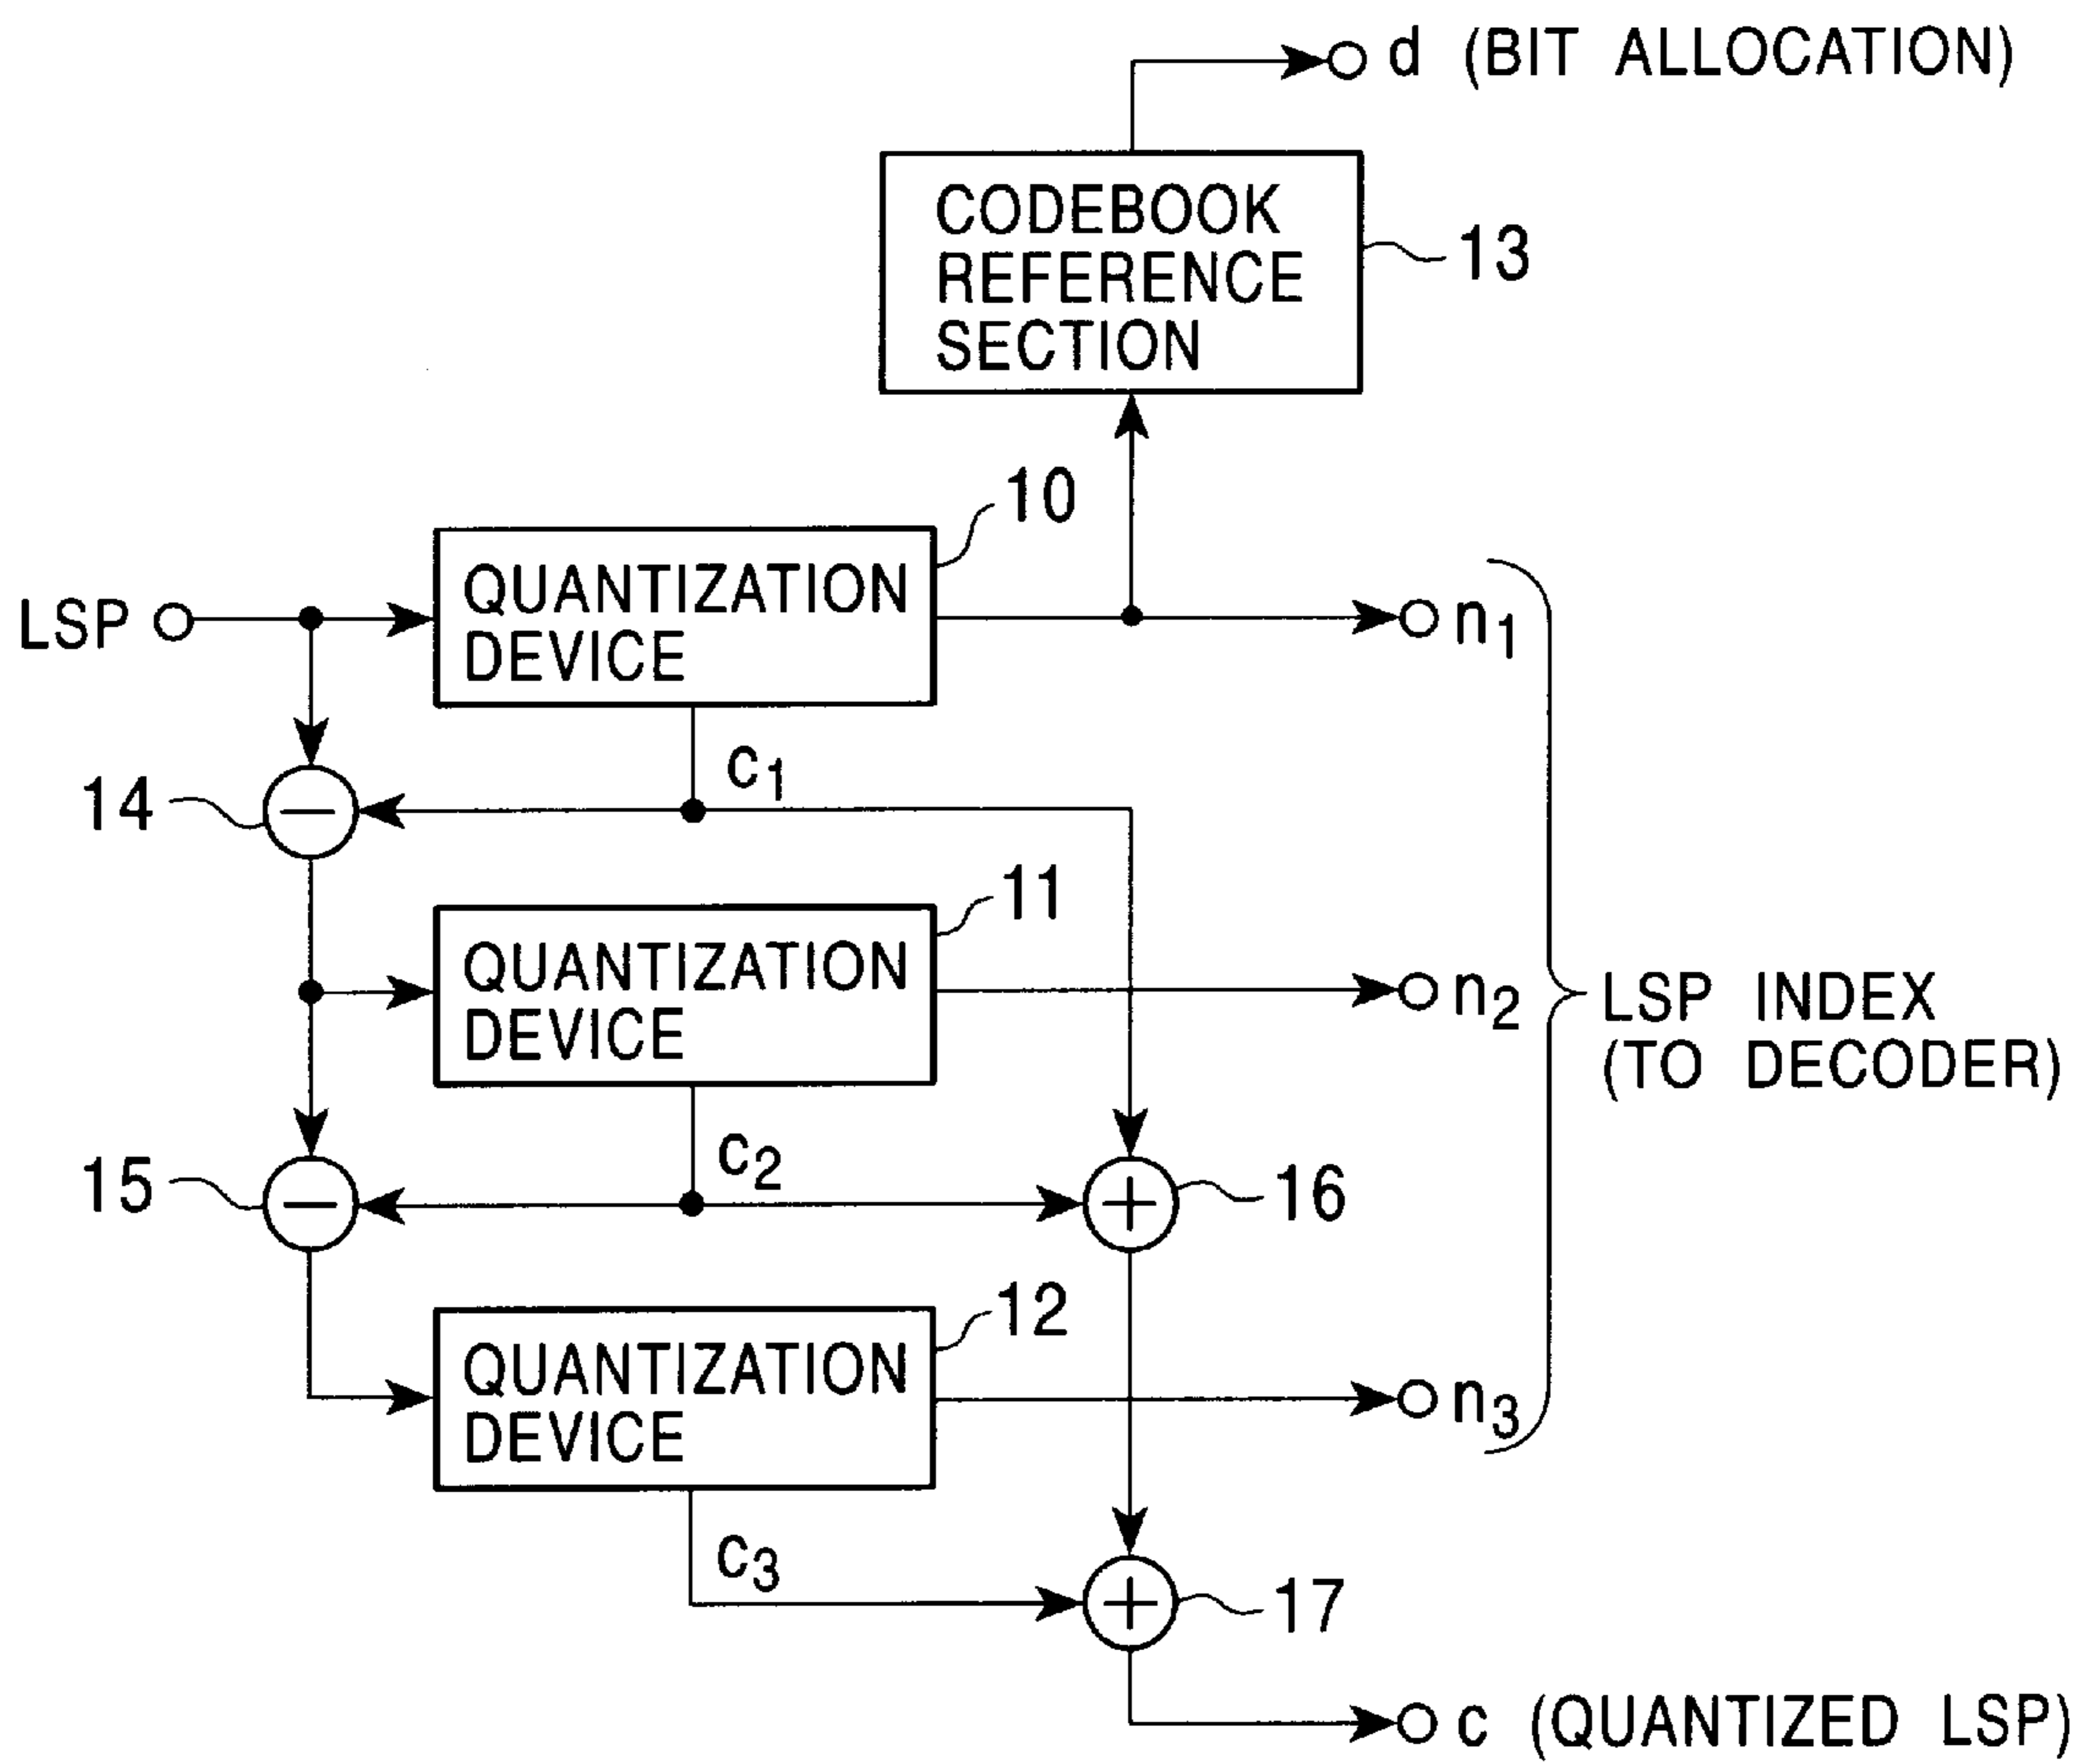 d (BIT ALLOCATION)
CODEBOOK
REFERENCE
SECTION
13
10
QUANTIZATION
DEVICE
LSP
n1
c1
14
11
QUANTIZATION
DEVICE
n2
LSP INDEX
(TO DECODER)
c2
15
16
12
QUANTIZATION
DEVICE
n3
c3
17
c (QUANTIZED LSP)